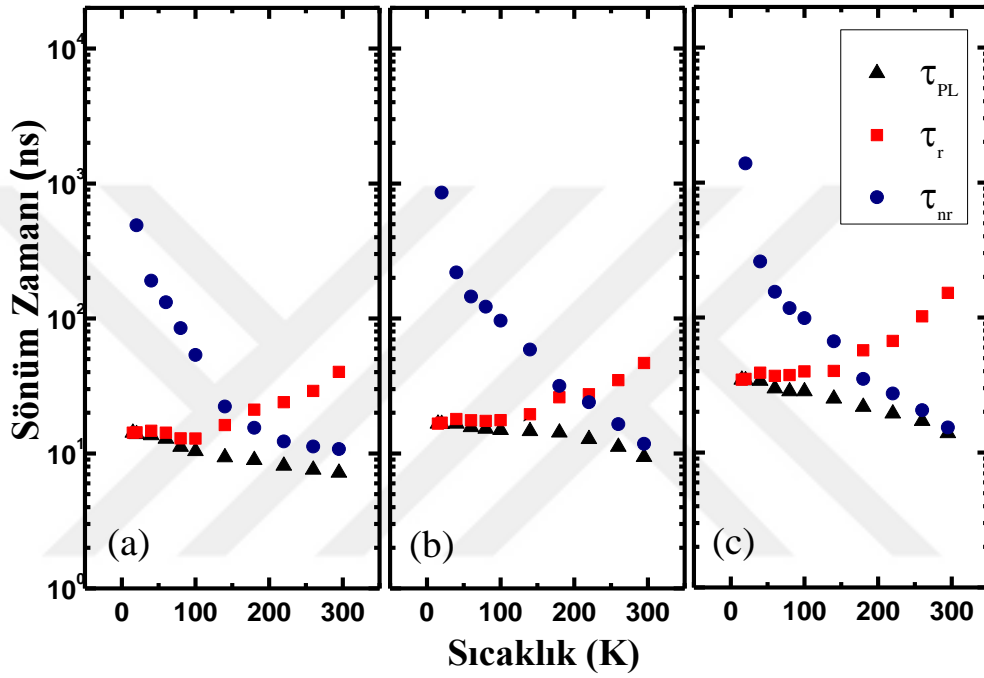 Sönüm Zamanı (ns)
10⁴
10³
10²
10¹
10⁰
τPL
τr
τnr
(a)
(b)
(c)
0 100 200 300 0 100 200 300 0 100 200 300
Sıcaklık (K)